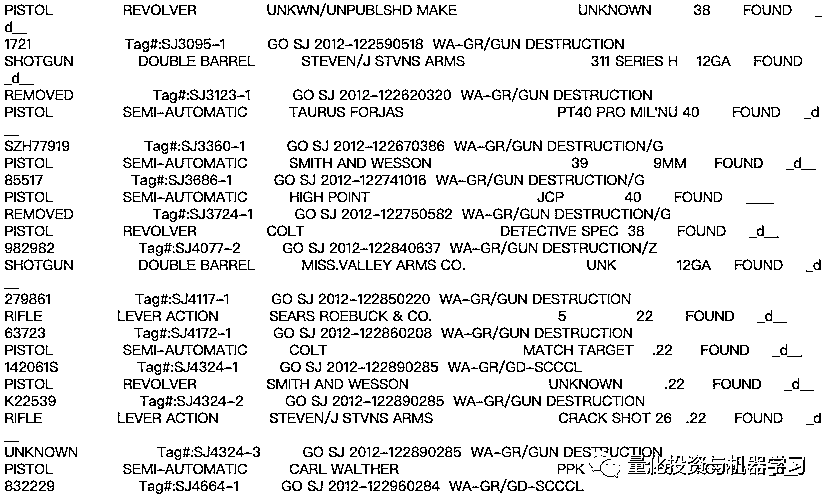 PISTOL REVOLVER UNKWN/UNPUBLSHD MAKE UNKNOWN 38 FOUND _
d__
1721 Tag#:SJ3095-1 GO SJ 2012-122590518 WA-GR/GUN DESTRUCTION
SHOTGUN DOUBLE BARREL STEVEN/J STVNS ARMS 311 SERIES H 12GA FOUND
_d__
REMOVED Tag#:SJ3123-1 GO SJ 2012-122620320 WA-GR/GUN DESTRUCTION
PISTOL SEMI-AUTOMATIC TAURUS FORJAS PT40 PRO MIL'NU 40 FOUND _d
__
SZH77919 Tag#:SJ3360-1 GO SJ 2012-122670386 WA-GR/GUN DESTRUCTION/G
PISTOL SEMI-AUTOMATIC SMITH AND WESSON 39 9MM FOUND _d__
85517 Tag#:SJ3686-1 GO SJ 2012-122741016 WA-GR/GUN DESTRUCTION/G
PISTOL SEMI-AUTOMATIC HIGH POINT JCP 40 FOUND ____
REMOVED Tag#:SJ3724-1 GO SJ 2012-122750582 WA-GR/GUN DESTRUCTION/G
PISTOL REVOLVER COLT DETECTIVE SPEC 38 FOUND _d__
982982 Tag#:SJ4077-2 GO SJ 2012-122840637 WA-GR/GUN DESTRUCTION/Z
SHOTGUN DOUBLE BARREL MISS.VALLEY ARMS CO. UNK 12GA FOUND _d
__
279861 Tag#:SJ4117-1 GO SJ 2012-122850220 WA-GR/GUN DESTRUCTION
RIFLE LEVER ACTION SEARS ROEBUCK & CO. 5 22 FOUND _d__
63723 Tag#:SJ4172-1 GO SJ 2012-122860208 WA-GR/GUN DESTRUCTION
PISTOL SEMI-AUTOMATIC COLT MATCH TARGET .22 FOUND _d__
142061S Tag#:SJ4324-1 GO SJ 2012-122890285 WA-GR/GD-SCCCL
PISTOL REVOLVER SMITH AND WESSON UNKNOWN .22 FOUND _d__
K22539 Tag#:SJ4324-2 GO SJ 2012-122890285 WA-GR/GUN DESTRUCTION
RIFLE LEVER ACTION STEVEN/J STVNS ARMS CRACK SHOT 26 .22 FOUND _d
__
UNKNOWN Tag#:SJ4324-3 GO SJ 2012-122890285 WA-GR/GUN DESTRUCTION
PISTOL SEMI-AUTOMATIC CARL WALTHER PPK
量化投资与机器学习
832229 Tag#:SJ4664-1 GO SJ 2012-122960284 WA-GR/GD-SCCCL